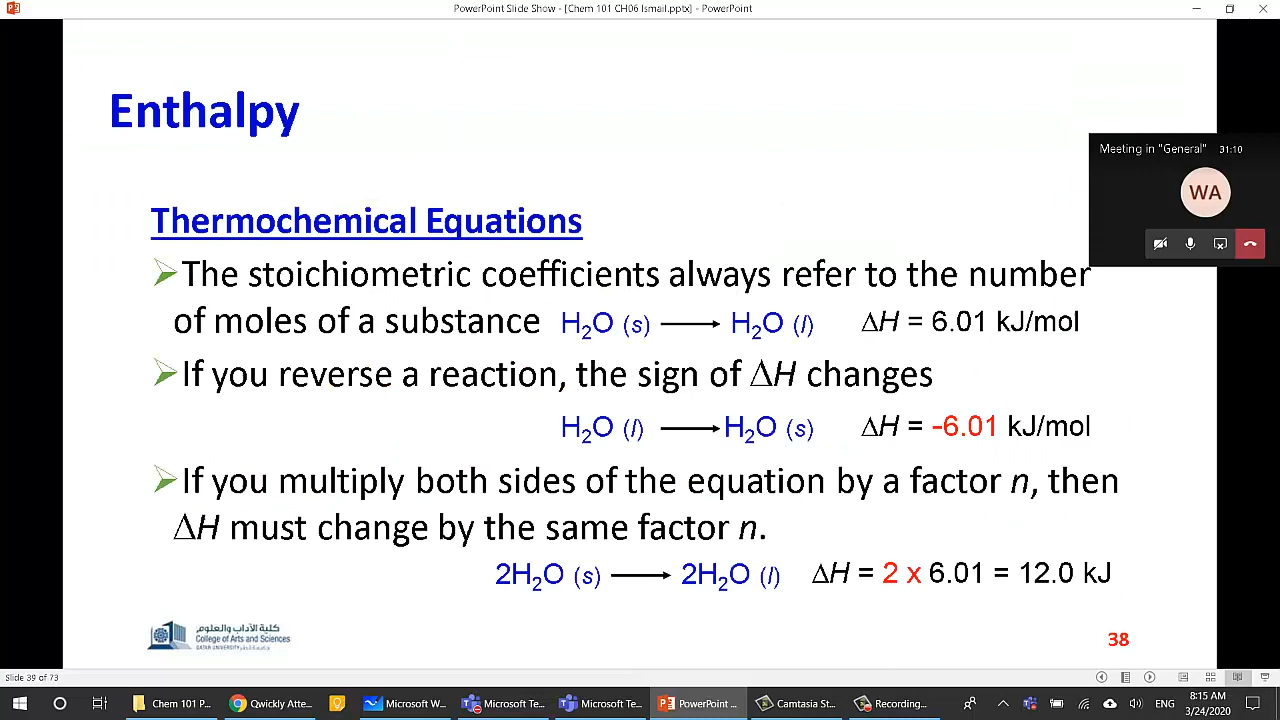 PowerPoint Slide Show - [Chem 101 CH06 Ismail.pptx] - PowerPoint
Enthalpy
Meeting in "General" 31:10
WA
Thermochemical Equations
➢The stoichiometric coefficients always refer to the number
of moles of a substance H₂O (s) ⟶ H₂O (l) ΔH = 6.01 kJ/mol
➢If you reverse a reaction, the sign of ΔH changes
H₂O (l) ⟶ H₂O (s) ΔH = -6.01 kJ/mol
➢If you multiply both sides of the equation by a factor n, then
ΔH must change by the same factor n.
2H₂O (s) ⟶ 2H₂O (l) ΔH = 2 x 6.01 = 12.0 kJ
كلية الآداب والعلوم
College of Arts and Sciences
QATAR UNIVERSITY
38
Slide 39 of 73
Chem 101 P... Qwickly Atte... Microsoft W... Microsoft Te... Microsoft Te... PowerPoint ... Camtasia St... Recording... ENG 8:15 AM
3/24/2020